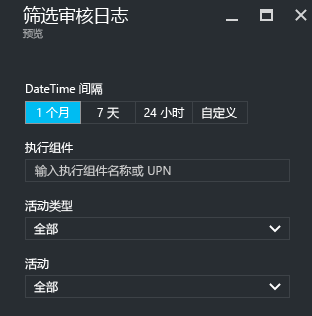 筛选审核日志
预览
DateTime 间隔
1 个月 7 天 24 小时 自定义
执行组件
输入执行组件名称或 UPN
活动类型
全部
活动
全部